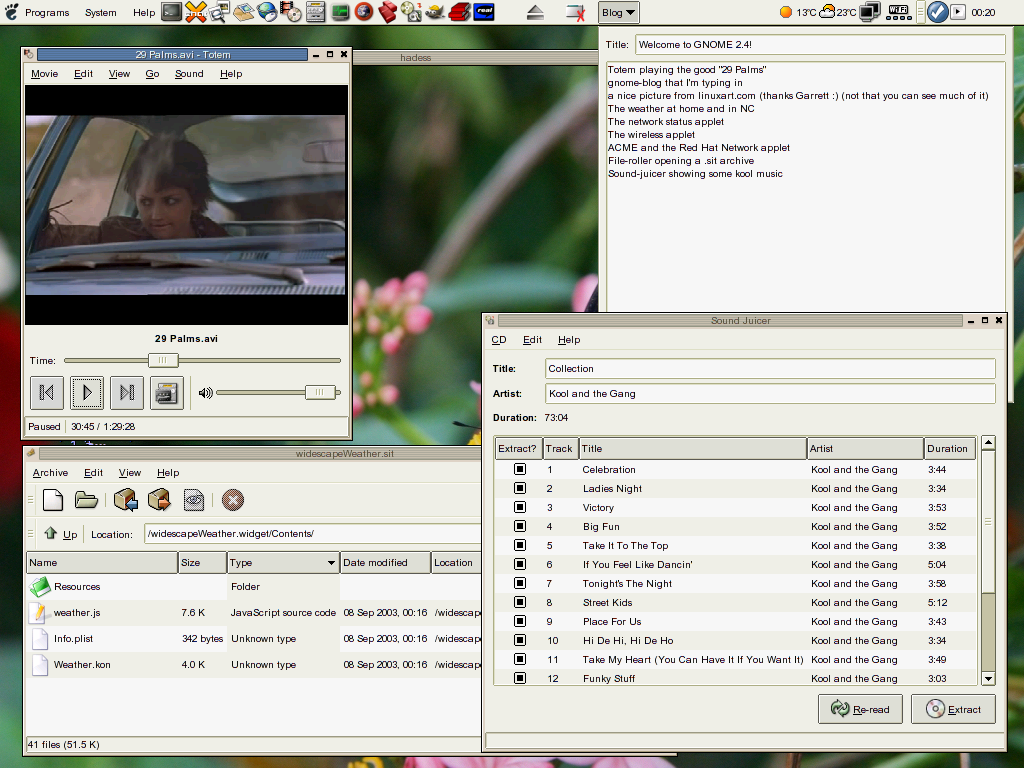 Programs System Help
Blog
13°C 23°C
Wi Fi
00:20
real
29 Palms.avi - Totem
Movie Edit View Go Sound Help
29 Palms.avi
Time:
Paused 30:45 / 1:29:28
hadess
Title: Welcome to GNOME 2.4!
Totem playing the good "29 Palms"
gnome-blog that I'm typing in
a nice picture from linuxart.com (thanks Garrett :) (not that you can see much of it)
The weather at home and in NC
The network status applet
The wireless applet
ACME and the Red Hat Network applet
File-roller opening a .sit archive
Sound-juicer showing some kool music
widescapeWeather.sit
Archive Edit View Help
Up Location: /widescapeWeather.widget/Contents/
Name Size Type Date modified Location
Resources Folder
weather.js 7.6 K JavaScript source code 08 Sep 2003, 00:16 /widescape
Info.plist 342 bytes Unknown type 08 Sep 2003, 00:16 /widescape
Weather.kon 4.0 K Unknown type 08 Sep 2003, 00:16 /widescape
41 files (51.5 K)
Sound Juicer
CD Edit Help
Title: Collection
Artist: Kool and the Gang
Duration: 73:04
Extract? Track Title Artist Duration
1 Celebration Kool and the Gang 3:44
2 Ladies Night Kool and the Gang 3:34
3 Victory Kool and the Gang 3:53
4 Big Fun Kool and the Gang 3:52
5 Take It To The Top Kool and the Gang 3:38
6 If You Feel Like Dancin' Kool and the Gang 5:04
7 Tonight's The Night Kool and the Gang 3:58
8 Street Kids Kool and the Gang 5:12
9 Place For Us Kool and the Gang 3:43
10 Hi De Hi, Hi De Ho Kool and the Gang 3:34
11 Take My Heart (You Can Have It If You Want It) Kool and the Gang 3:49
12 Funky Stuff Kool and the Gang 3:03
Re-read Extract